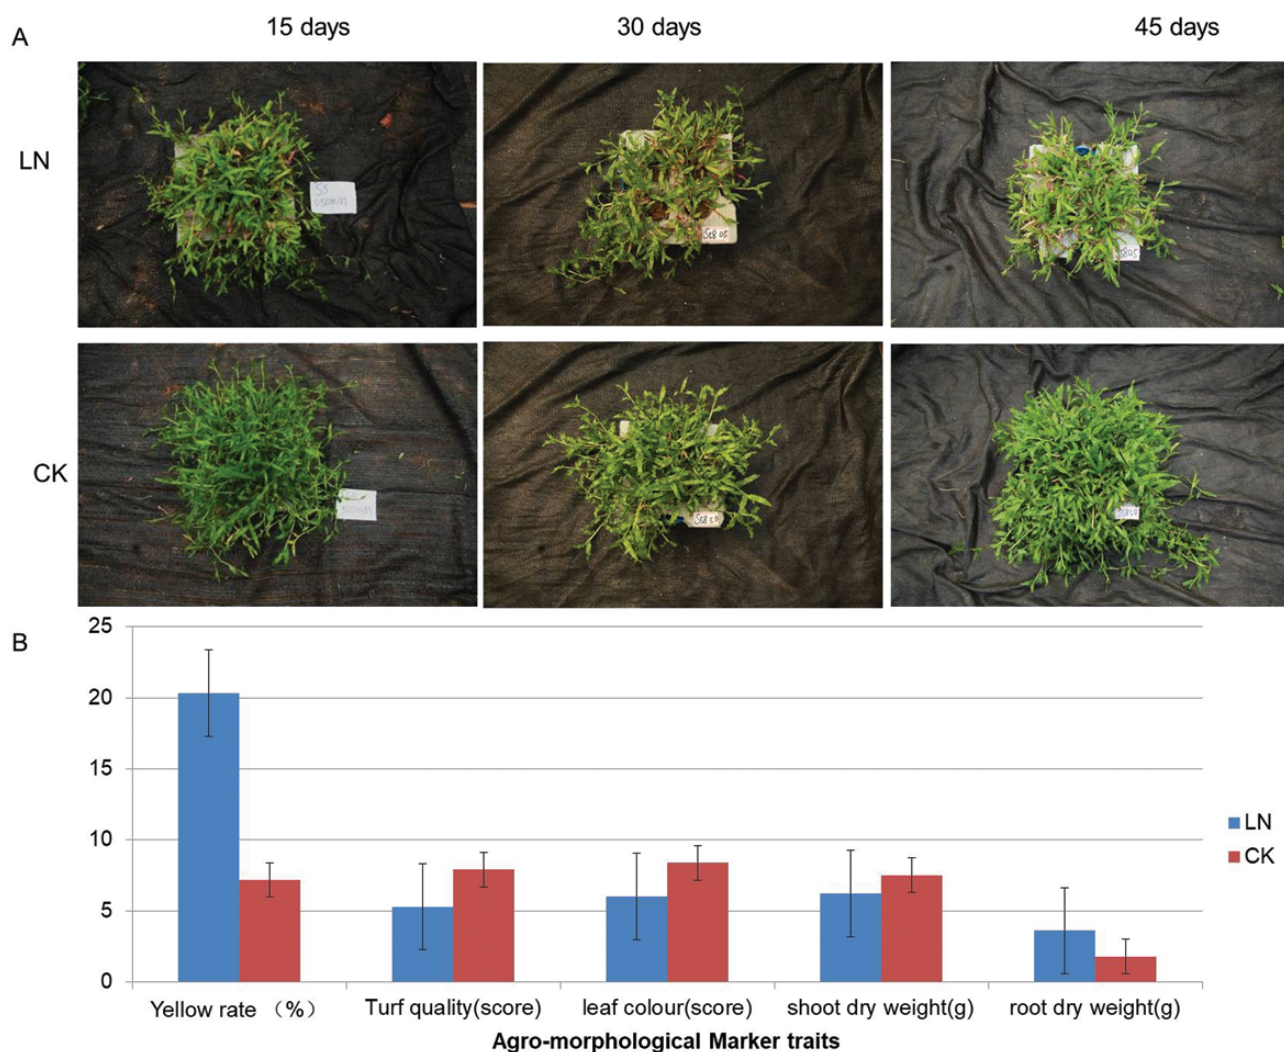 A
15 days
30 days
45 days
LN
S5
CK
B
25
20
15
10
5
0
LN
CK
Yellow rate （%）
Turf quality(score)
leaf colour(score)
shoot dry weight(g)
root dry weight(g)
Agro-morphological Marker traits